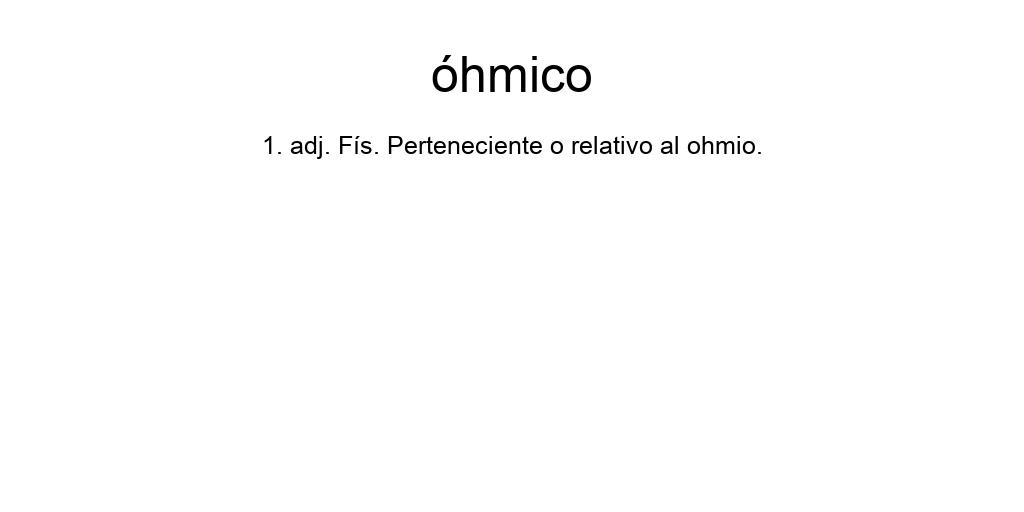 óhmico
1. adj. Fís. Perteneciente o relativo al ohmio.